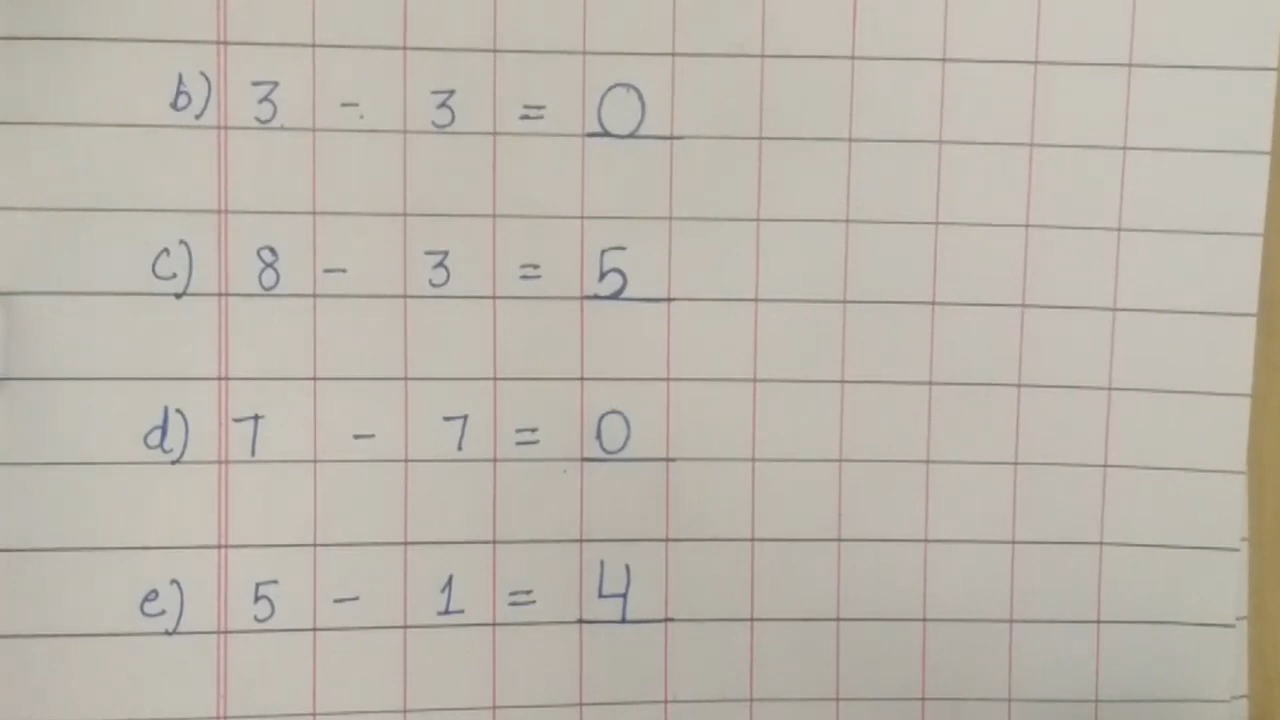 b) 3 - 3 = 0
c) 8 - 3 = 5
d) 7 - 7 = 0
e) 5 - 1 = 4